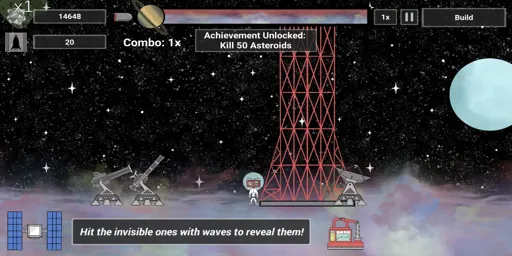 x1
14648
1x
Build
20
Combo: 1x
Achievement Unlocked:
Kill 50 Asteroids
Hit the invisible ones with waves to reveal them!